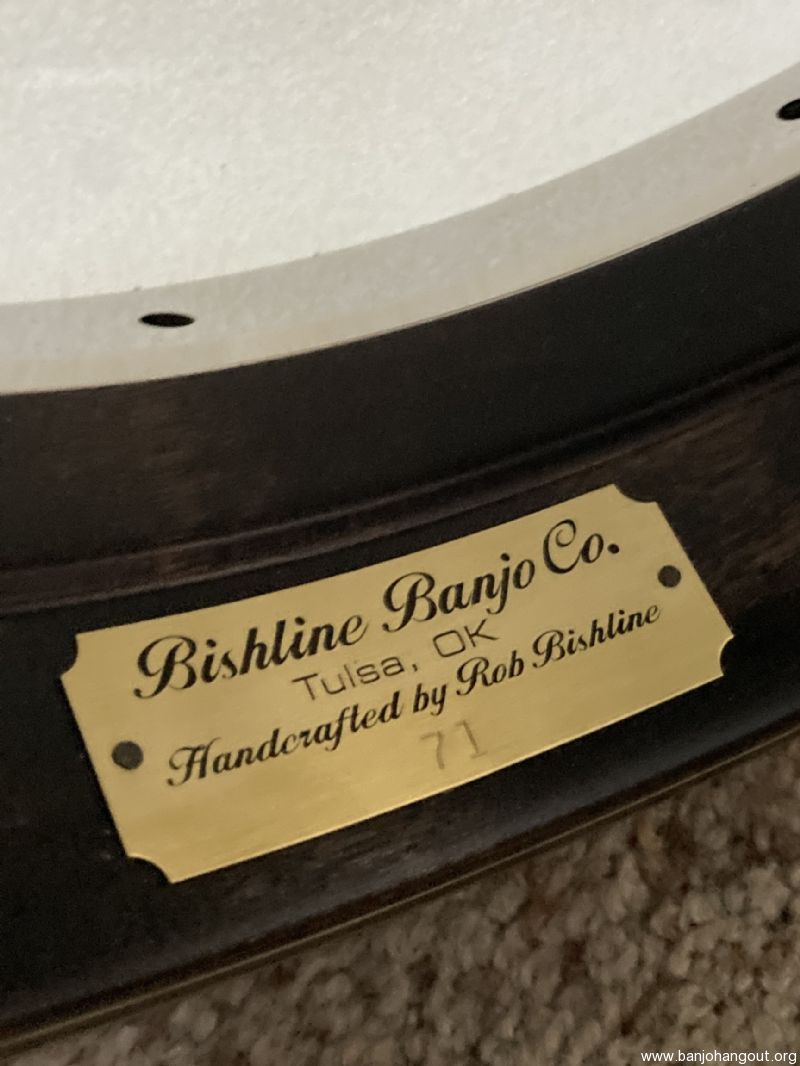 Bishline Banjo Co.
Tulsa, OK
Handcrafted by Rob Bishline
71
www.banjohangout.org